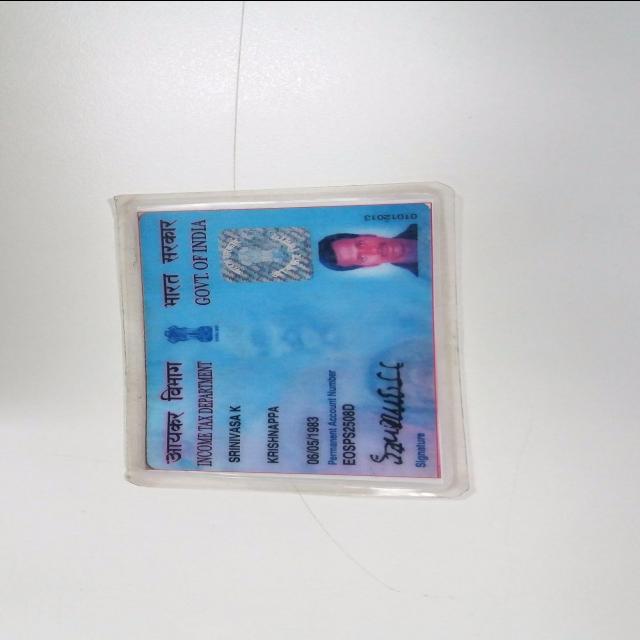 आयकर विभाग
भारत सरकार
INCOME TAX DEPARTMENT
GOVT. OF INDIA
SRINIVASA K
KRISHNAPPA
06/05/1983
Permanent Account Number
EOSPS2508D
Signature
01012013